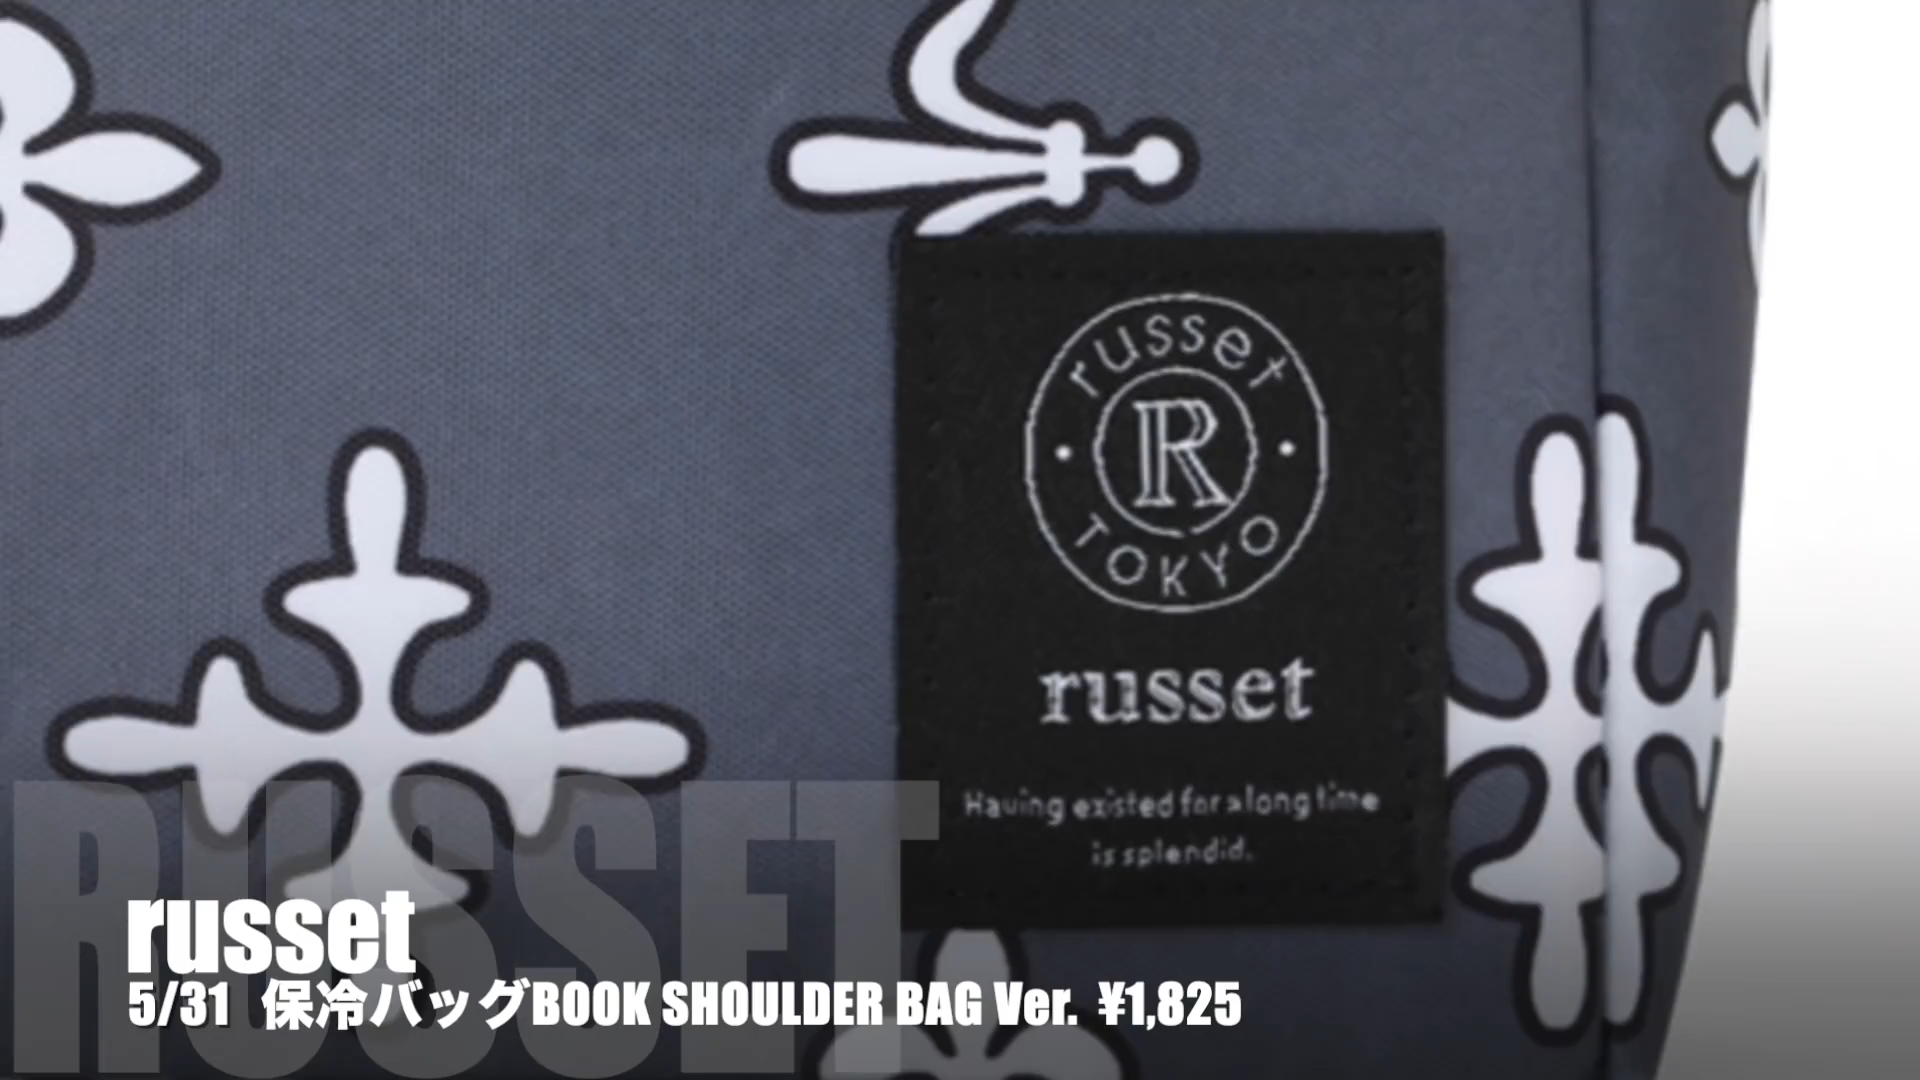 russet
R
TOKYO
russet
Having existed for a long time
is splendid.
RUSSET
russet
5/31 保冷バッグBOOK SHOULDER BAG Ver. ¥1,825